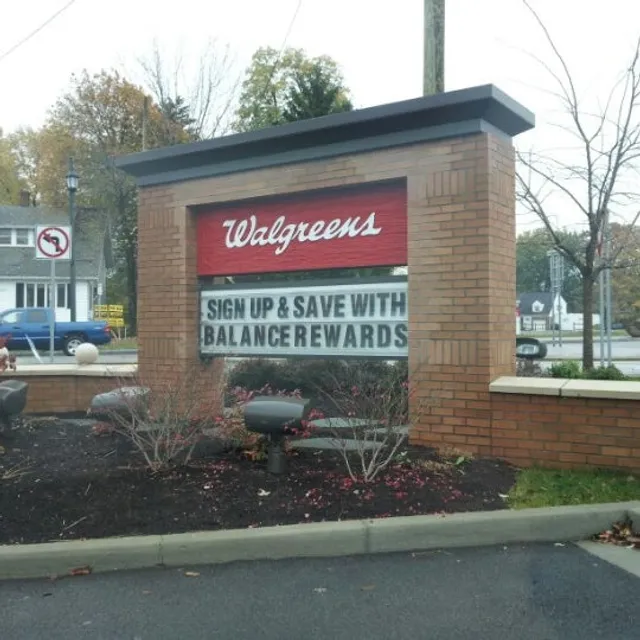 Walgreens
SIGN UP & SAVE WITH
BALANCE REWARDS